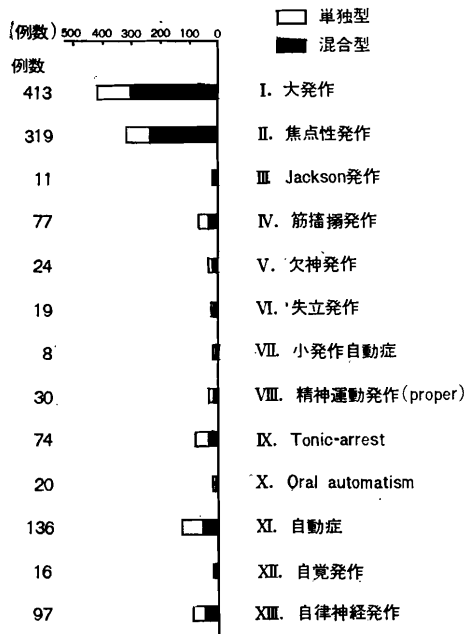 単独型
混合型
(例数) 500 400 300 200 100 0
例数
413 I. 大発作
319 II. 焦点性発作
11 III Jackson発作
77 IV. 筋搐搦発作
24 V. 欠神発作
19 VI. 失立発作
8 VII. 小発作自動症
30 VIII. 精神運動発作(proper)
74 IX. Tonic-arrest
20 X. Oral automatism
136 XI. 自動症
16 XII. 自覚発作
97 XIII. 自律神経発作